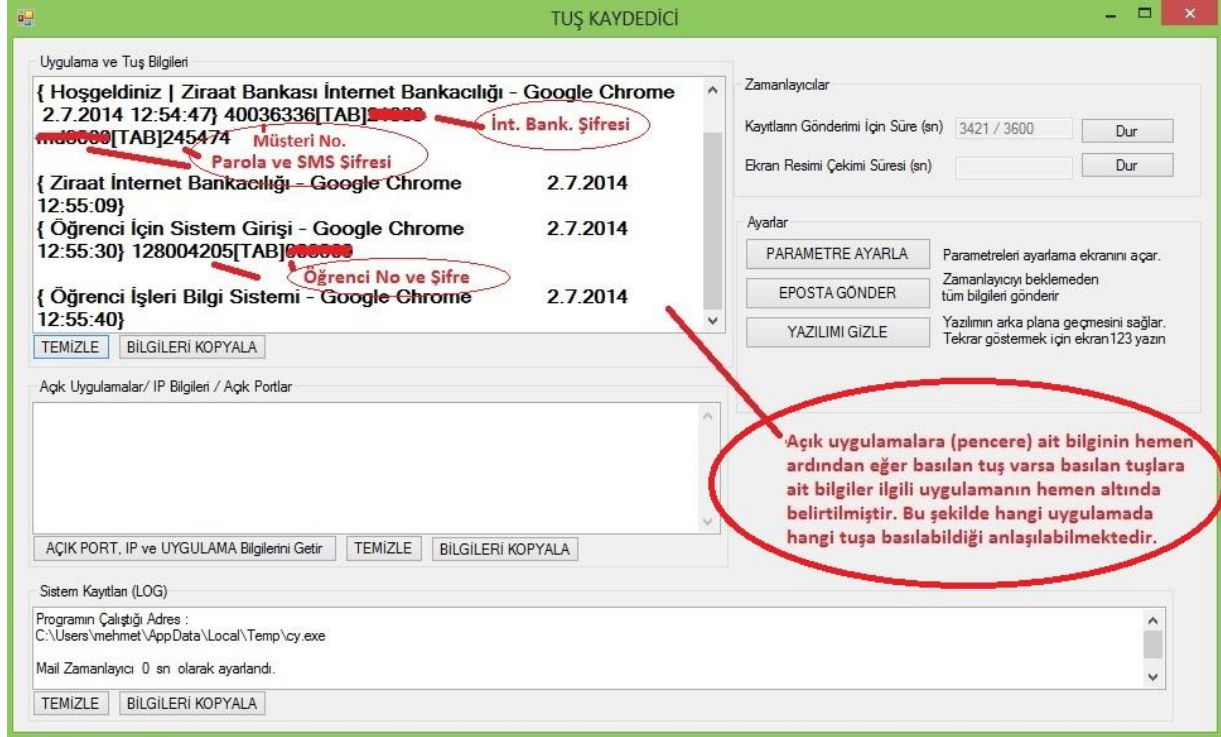 TUŞ KAYDEDİCİ
Uygulama ve Tuş Bilgileri
{ Hoşgeldiniz | Ziraat Bankası İnternet Bankacılığı - Google Chrome
2.7.2014 12:54:47} 40036336[TAB]
İnt. Bank. Şifresi
[TAB]245474
Müşteri No.
Parola ve SMS Şifresi
{ Ziraat İnternet Bankacılığı - Google Chrome 2.7.2014
12:55:09}
{ Öğrenci İçin Sistem Girişi - Google Chrome 2.7.2014
12:55:30} 128004205[TAB]
Öğrenci No ve Şifre
{ Öğrenci İşleri Bilgi Sistemi - Google Chrome 2.7.2014
12:55:40}
TEMİZLE BİLGİLERİ KOPYALA
Zamanlayıcılar
Kayıtların Gönderimi İçin Süre (sn) 3421 / 3600 Dur
Ekran Resimi Çekimi Süresi (sn) Dur
Ayarlar
PARAMETRE AYARLA Parametreleri ayarlama ekranını açar.
EPOSTA GÖNDER Zamanlayıcıyı beklemeden
tüm bilgileri gönderir
YAZILIMI GİZLE Yazılımın arka plana geçmesini sağlar.
Tekrar göstermek için ekran123 yazın
Açık Uygulamalar/ IP Bilgileri / Açık Portlar
Açık uygulamalara (pencere) ait bilginin hemen
ardından eğer basılan tuş varsa basılan tuşlara
ait bilgiler ilgili uygulamanın hemen altında
belirtilmiştir. Bu şekilde hangi uygulamada
hangi tuşa basılabildiği anlaşılabilmektedir.
AÇIK PORT, IP ve UYGULAMA Bilgilerini Getir TEMİZLE BİLGİLERİ KOPYALA
Sistem Kayıtları (LOG)
Programın Çalıştığı Adres :
C:\Users\mehmet\AppData\Local\Temp\cy.exe
Mail Zamanlayıcı 0 sn olarak ayarlandı.
TEMİZLE BİLGİLERİ KOPYALA